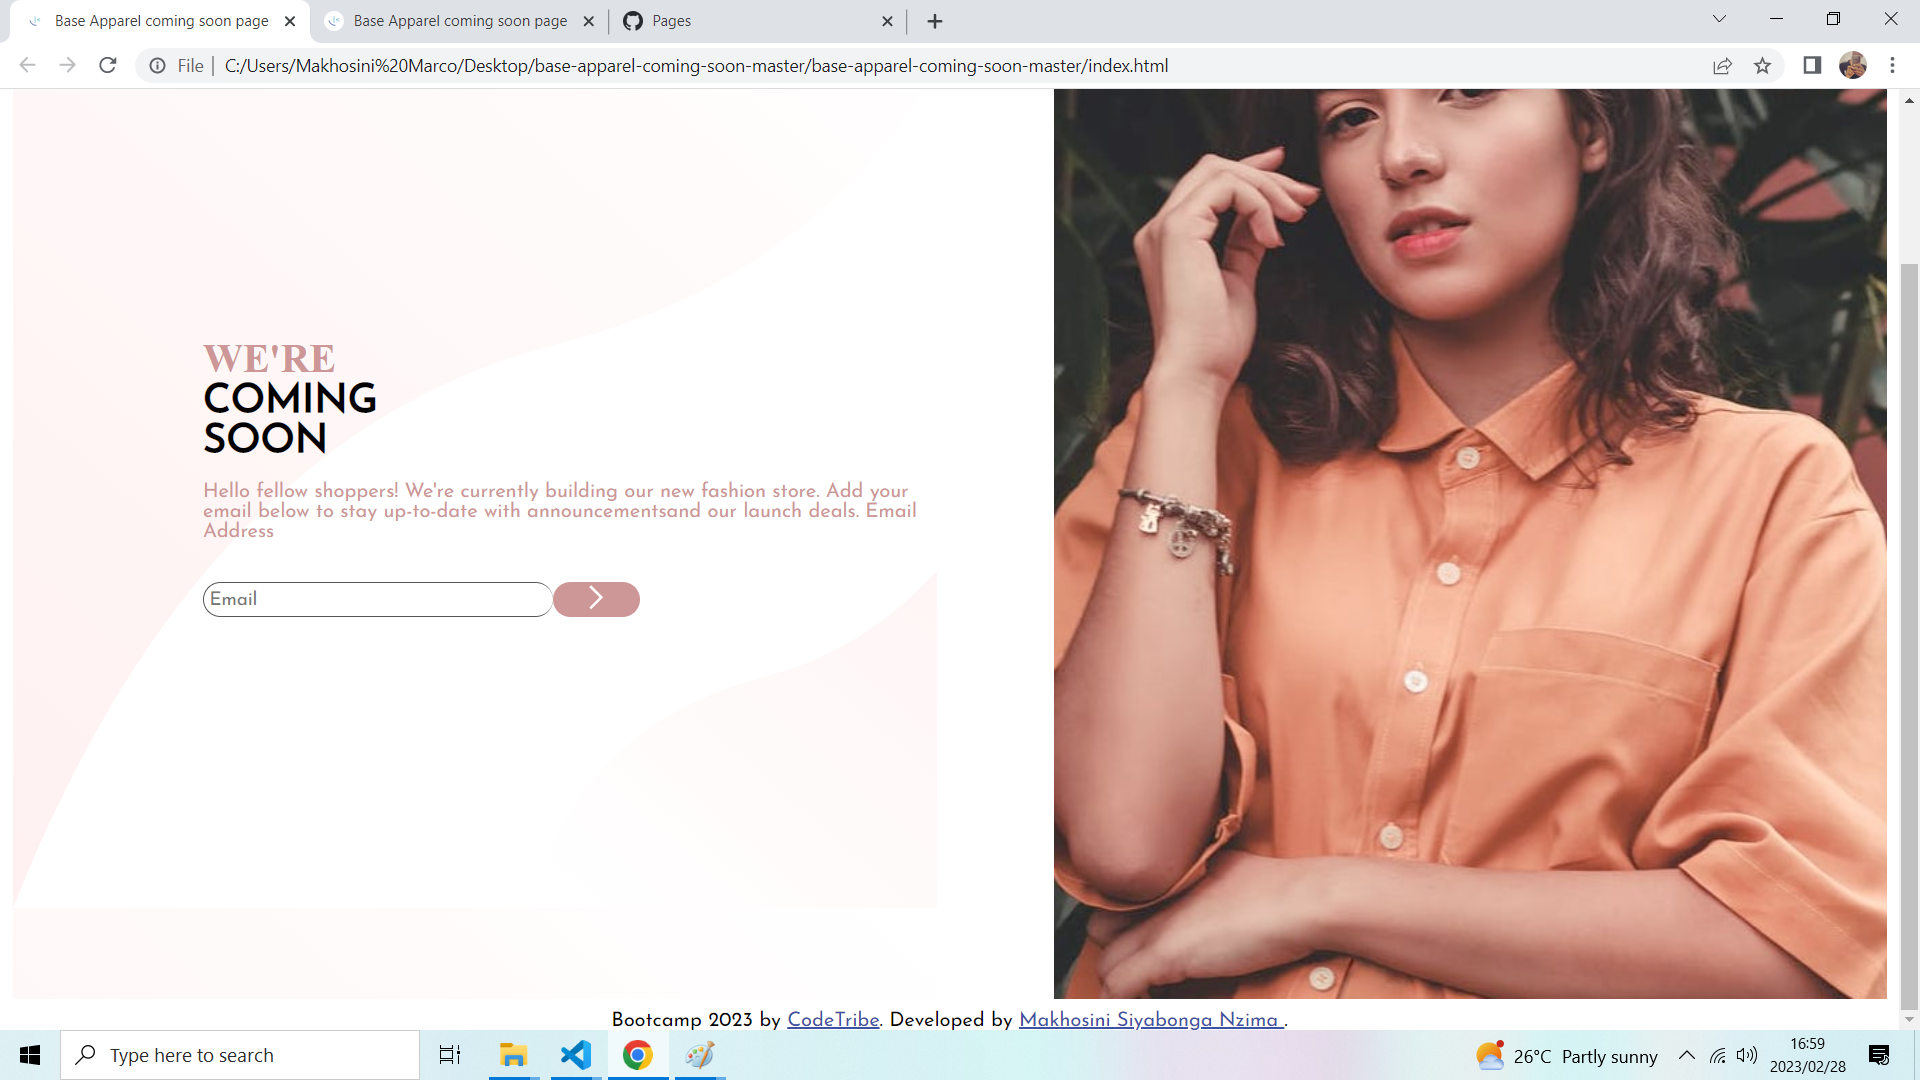 Base Apparel coming soon page
Base Apparel coming soon page
Pages
File
C:/Users/Makhosini%20Marco/Desktop/base-apparel-coming-soon-master/base-apparel-coming-soon-master/index.html
WE'RE
COMING
SOON
Hello fellow shoppers! We're currently building our new fashion store. Add your
email below to stay up-to-date with announcementsand our launch deals. Email
Address
Email
Bootcamp 2023 by CodeTribe. Developed by Makhosini Siyabonga Nzima .
Type here to search
26°C Partly sunny
16:59
2023/02/28